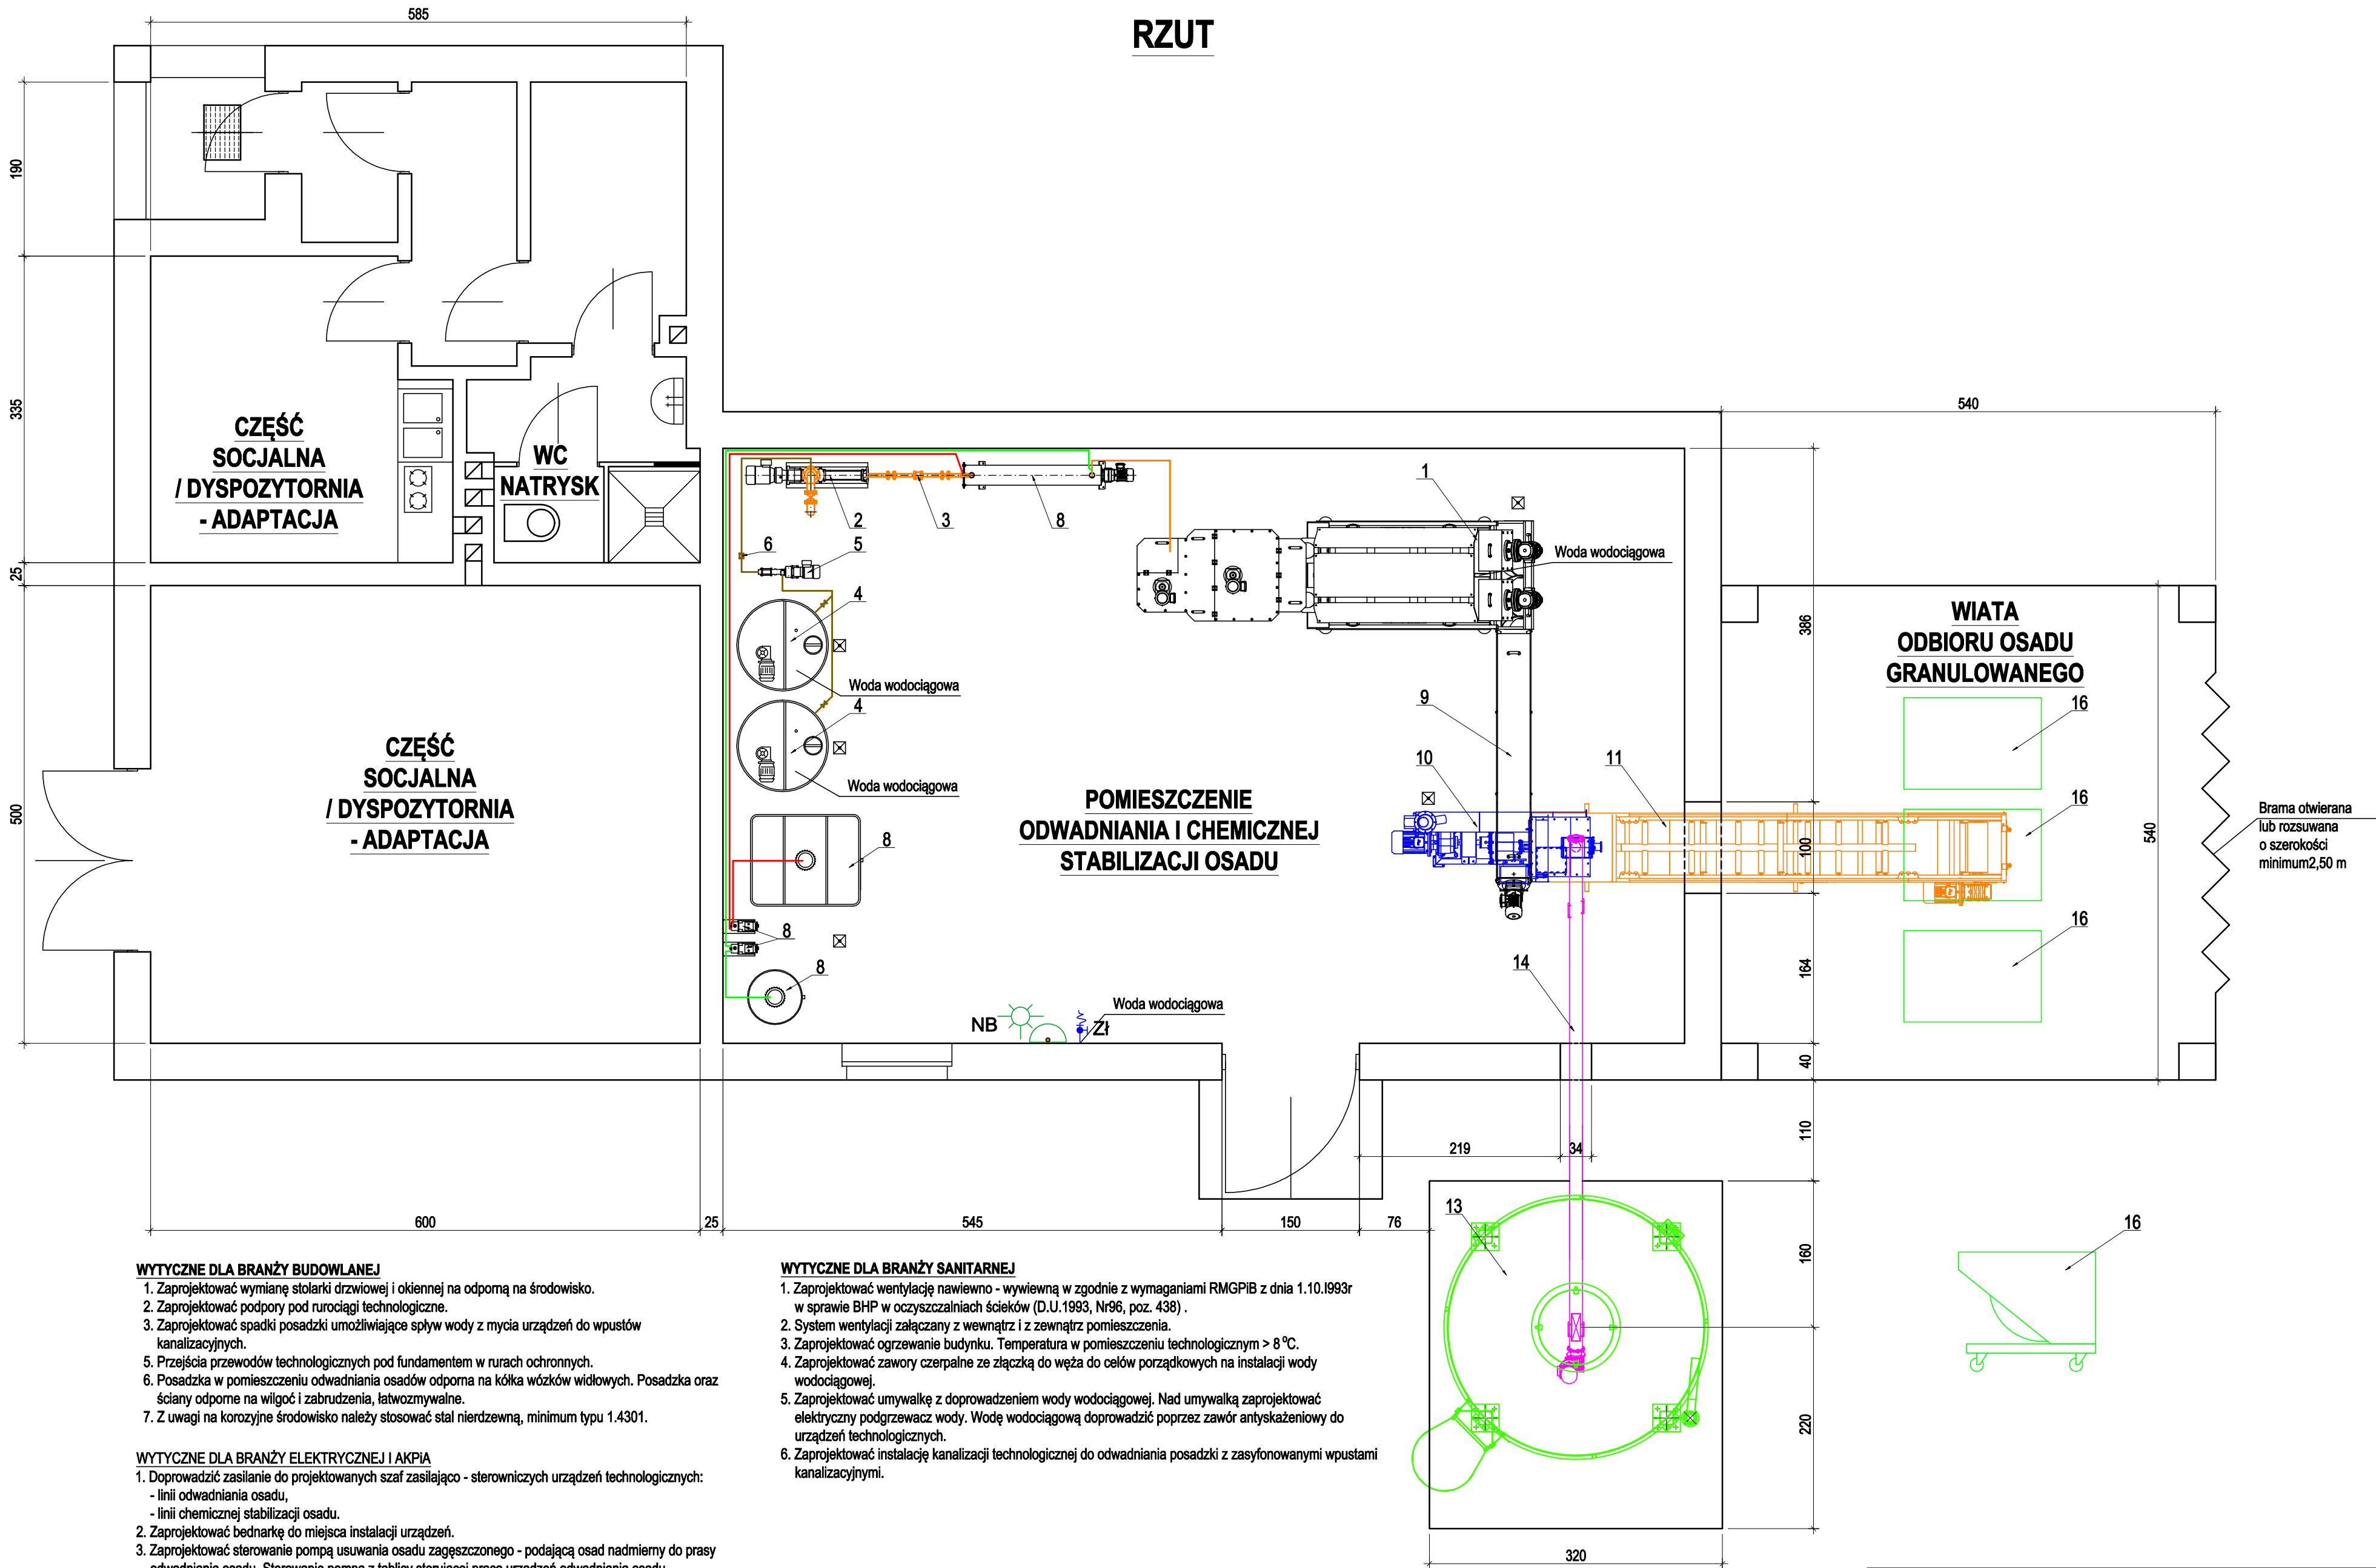 RZUT
585
190
335
25
500
CZĘŚĆ
SOCJALNA
/ DYSPOZYTORNIA
- ADAPTACJA
WC
NATRYSK
CZĘŚĆ
SOCJALNA
/ DYSPOZYTORNIA
- ADAPTACJA
2
3
8
6
5
4
Woda wodociągowa
4
Woda wodociągowa
8
8
8
1
Woda wodociągowa
9
10
11
14
POMIESZCZENIE
ODWADNIANIA I CHEMICZNEJ
STABILIZACJI OSADU
NB
Zł
Woda wodociągowa
540
386
100
164
40
110
160
220
WIATA
ODBIORU OSADU
GRANULOWANEGO
16
16
16
540
Brama otwierana
lub rozsuwana
o szerokości
minimum2,50 m
219
34
600
25
545
150
76
13
320
16
WYTYCZNE DLA BRANŻY BUDOWLANEJ
1. Zaprojektować wymianę stolarki drzwiowej i okiennej na odporną na środowisko.
2. Zaprojektować podpory pod rurociągi technologiczne.
3. Zaprojektować spadki posadzki umożliwiające spływ wody z mycia urządzeń do wpustów
kanalizacyjnych.
5. Przejścia przewodów technologicznych pod fundamentem w rurach ochronnych.
6. Posadzka w pomieszczeniu odwadniania osadów odporna na kółka wózków widłowych. Posadzka oraz
ściany odporne na wilgoć i zabrudzenia, łatwozmywalne.
7. Z uwagi na korozyjne środowisko należy stosować stal nierdzewną, minimum typu 1.4301.
WYTYCZNE DLA BRANŻY ELEKTRYCZNEJ I AKPiA
1. Doprowadzić zasilanie do projektowanych szaf zasilająco - sterowniczych urządzeń technologicznych:
- linii odwadniania osadu,
- linii chemicznej stabilizacji osadu.
2. Zaprojektować bednarkę do miejsca instalacji urządzeń.
3. Zaprojektować sterowanie pompą usuwania osadu zagęszczonego - podającą osad nadmierny do prasy
odwadniania osadu. Sterowanie pompą z tablicy sterującej pracą urządzeń odwadniania osadu
WYTYCZNE DLA BRANŻY SANITARNEJ
1. Zaprojektować wentylację nawiewno - wywiewną w zgodnie z wymaganiami RMGPiB z dnia 1.10.I993r
w sprawie BHP w oczyszczalniach ścieków (D.U.1993, Nr96, poz. 438) .
2. System wentylacji załączany z wewnątrz i z zewnątrz pomieszczenia.
3. Zaprojektować ogrzewanie budynku. Temperatura w pomieszczeniu technologicznym > 8 ⁰C.
4. Zaprojektować zawory czerpalne ze złączką do węża do celów porządkowych na instalacji wody
wodociągowej.
5. Zaprojektować umywalkę z doprowadzeniem wody wodociągowej. Nad umywalką zaprojektować
elektryczny podgrzewacz wody. Wodę wodociągową doprowadzić poprzez zawór antyskażeniowy do
urządzeń technologicznych.
6. Zaprojektować instalację kanalizacji technologicznej do odwadniania posadzki z zasyfonowanymi wpustami
kanalizacyjnymi.